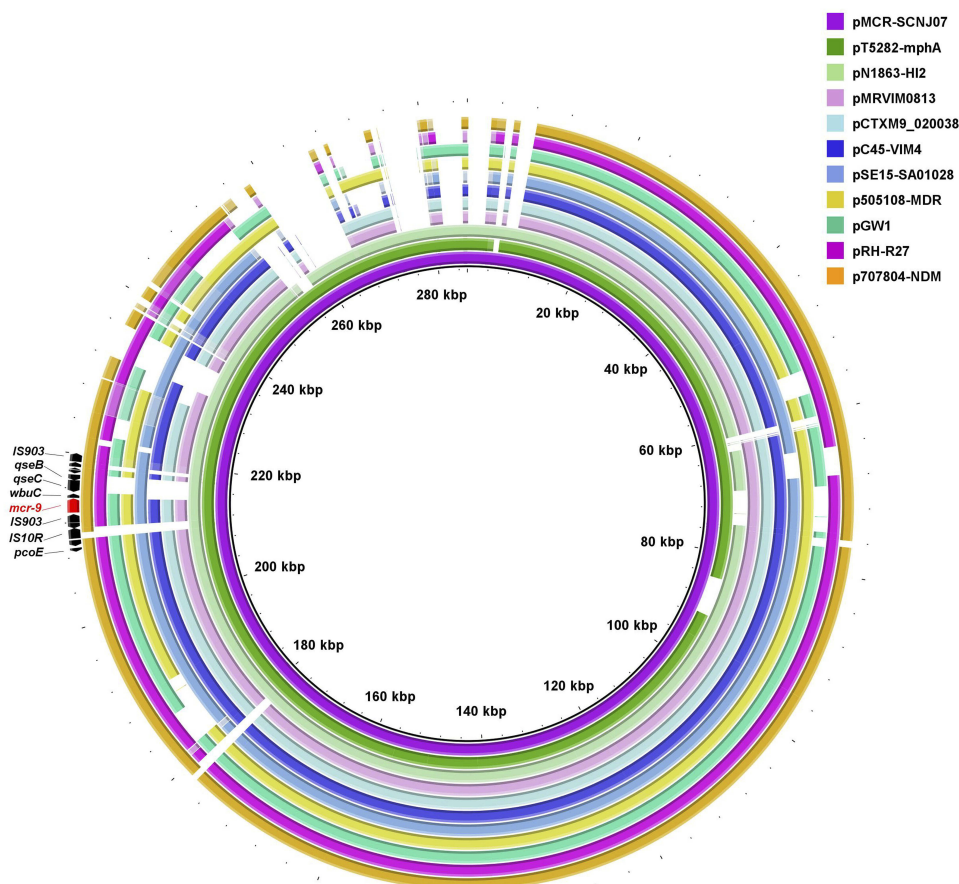 pMCR-SCNJ07
pT5282-mphA
pN1863-HI2
pMRVIM0813
pCTXM9_020038
pC45-VIM4
pSE15-SA01028
p505108-MDR
pGW1
pRH-R27
p707804-NDM
280 kbp
20 kbp
260 kbp
40 kbp
240 kbp
60 kbp
220 kbp
80 kbp
200 kbp
100 kbp
180 kbp
120 kbp
160 kbp
140 kbp
IS903
qseB
qseC
wbuC
mcr-9
IS903
IS10R
pcoE